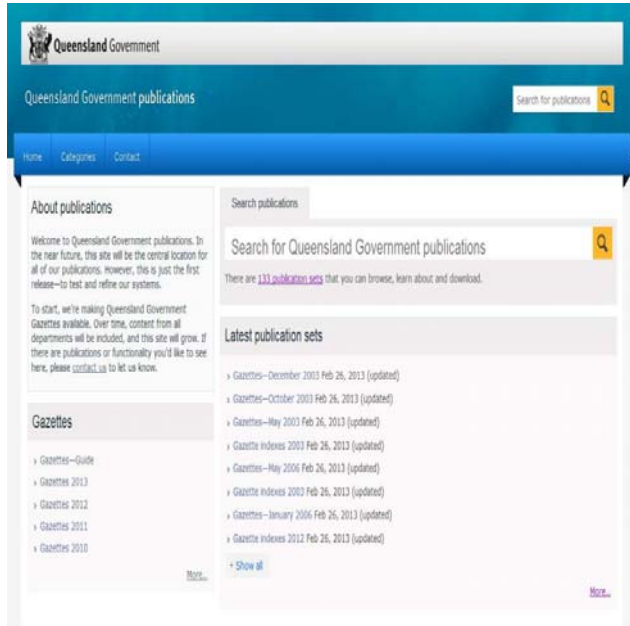 Queensland Government
Queensland Government publications
Search for publications
Home Categories Contact
About publications
Welcome to Queensland Government publications. In
the near future, this site will be the central location for
all of our publications. However, this is just the first
release—to test and refine our systems.
To start, we're making Queensland Government
Gazettes available. Over time, content from all
departments will be included, and this site will grow. If
there are publications or functionality you'd like to see
here, please contact us to let us know.
Gazettes
Gazettes—Guide
Gazettes 2013
Gazettes 2012
Gazettes 2011
Gazettes 2010
More...
Search publications
Search for Queensland Government publications
There are 133 publication sets that you can browse, learn about and download.
Latest publication sets
Gazettes—December 2003 Feb 26, 2013 (updated)
Gazettes—October 2003 Feb 26, 2013 (updated)
Gazettes—May 2003 Feb 26, 2013 (updated)
Gazette indexes 2003 Feb 26, 2013 (updated)
Gazettes—May 2006 Feb 26, 2013 (updated)
Gazette indexes 2003 Feb 26, 2013 (updated)
Gazettes—January 2006 Feb 26, 2013 (updated)
Gazette indexes 2012 Feb 26, 2013 (updated)
+ Show all
More...